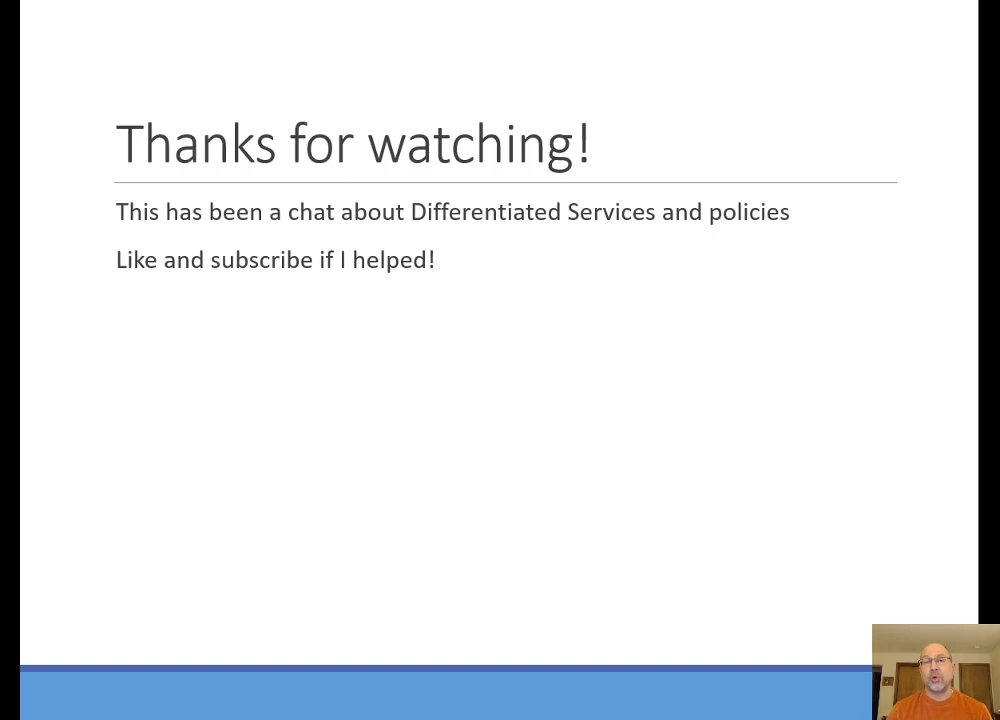 Thanks for watching!
This has been a chat about Differentiated Services and policies
Like and subscribe if I helped!